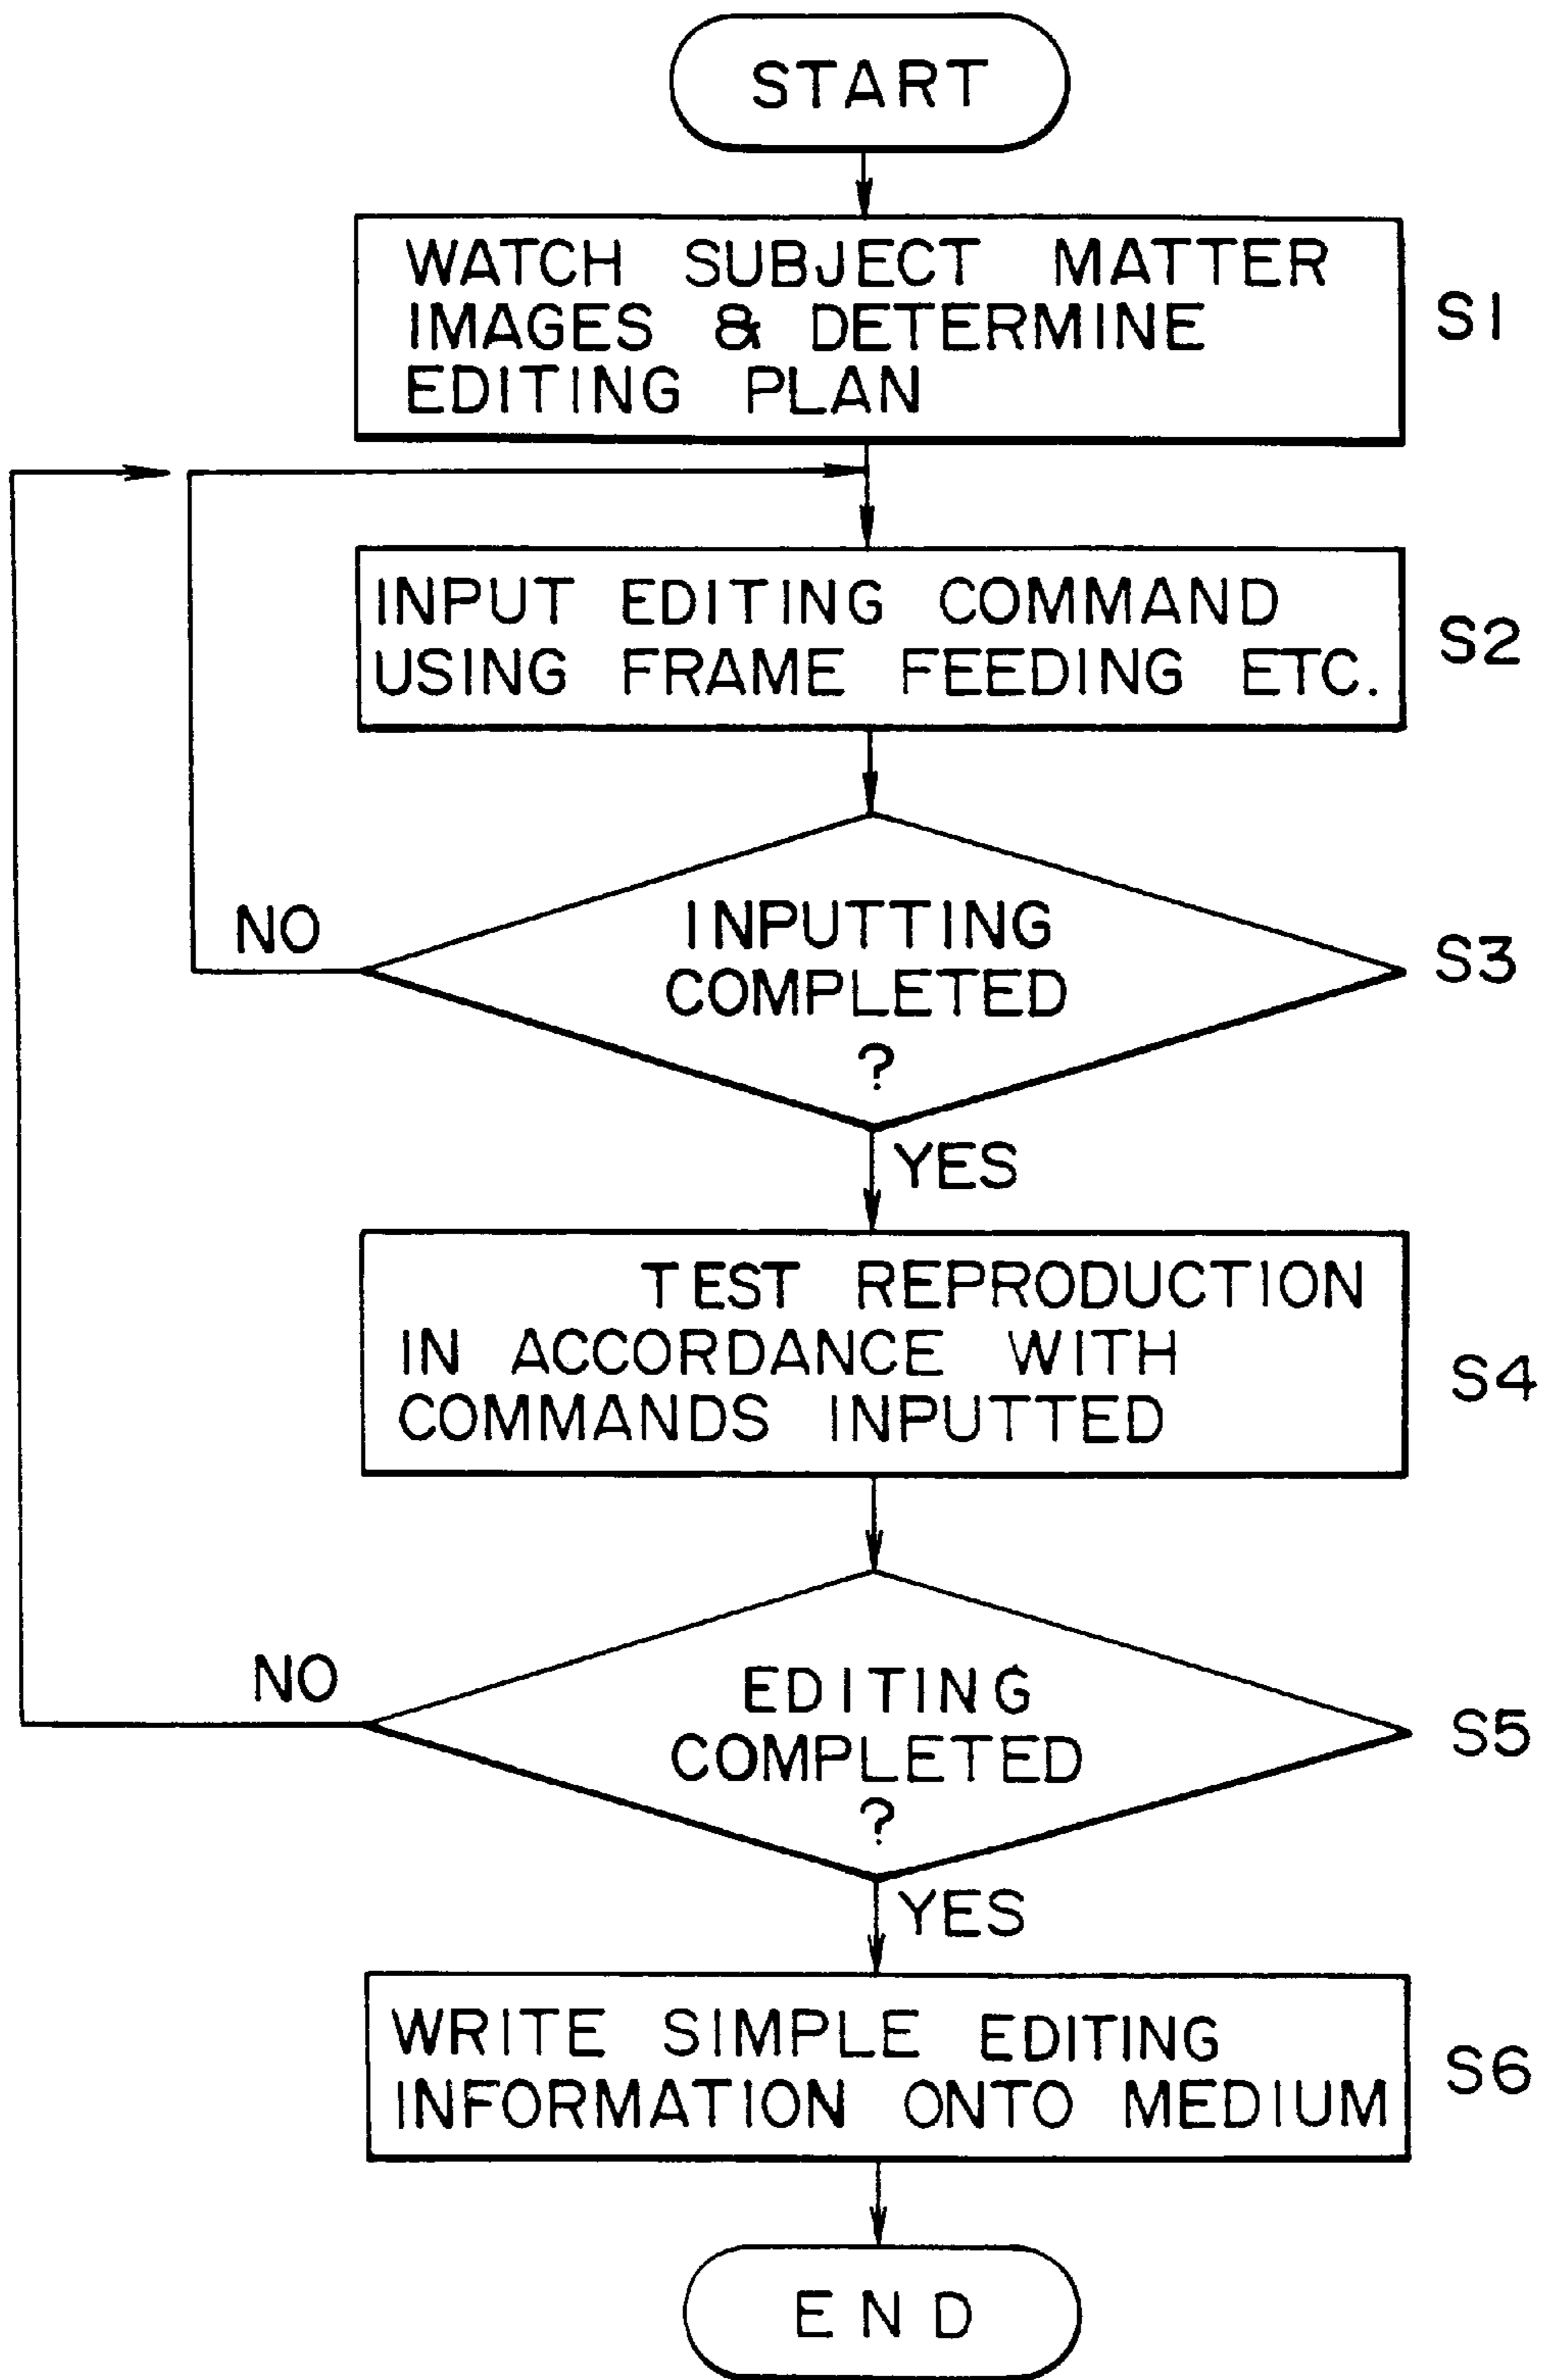 START
WATCH SUBJECT MATTER
IMAGES & DETERMINE
EDITING PLAN
S1
INPUT EDITING COMMAND
USING FRAME FEEDING ETC.
S2
NO
INPUTTING
COMPLETED
?
S3
YES
TEST REPRODUCTION
IN ACCORDANCE WITH
COMMANDS INPUTTED
S4
NO
EDITING
COMPLETED
?
S5
YES
WRITE SIMPLE EDITING
INFORMATION ONTO MEDIUM
S6
END